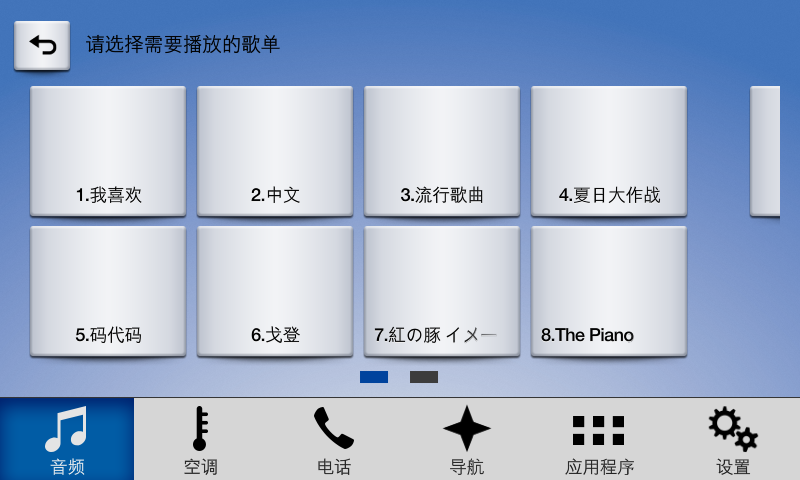 请选择需要播放的歌单
1.我喜欢
2.中文
3.流行歌曲
4.夏日大作战
5.码代码
6.戈登
7.紅の豚 イメー
8.The Piano
音频
空调
电话
导航
应用程序
设置